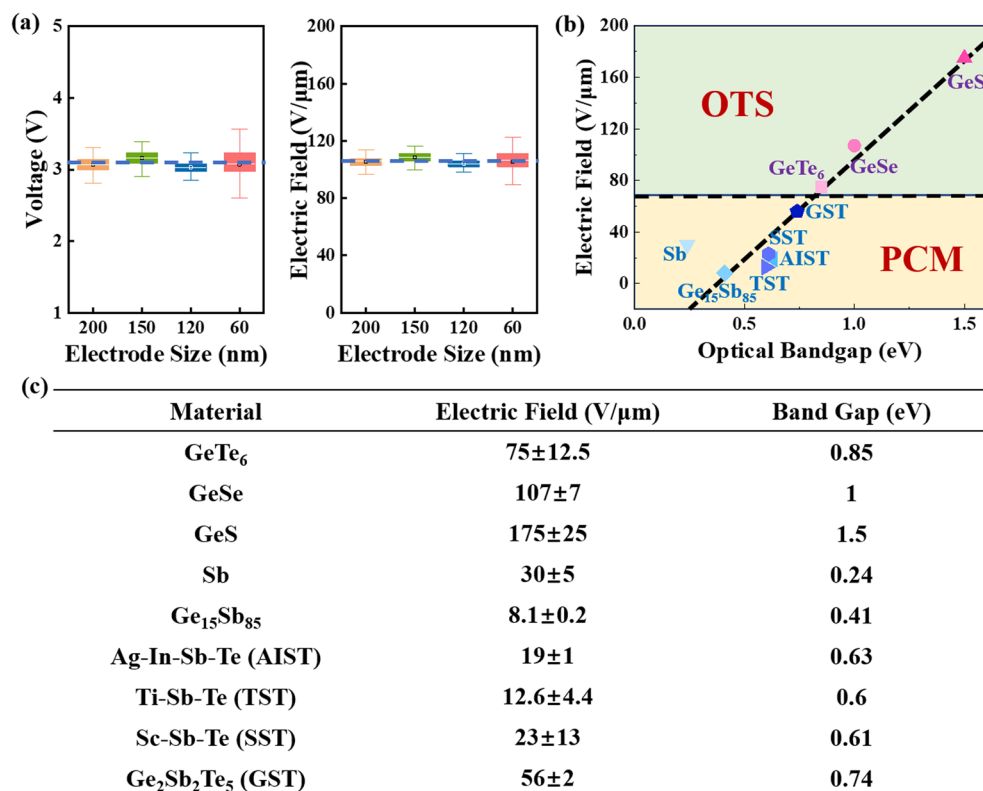 (a)
5
4
3
2
1
Voltage (V)
200 150 120 60
Electrode Size (nm)
200
160
120
80
40
0
Electric Field (V/μm)
200 150 120 60
Electrode Size (nm)
(b)
200
160
120
80
40
0
Electric Field (V/μm)
OTS
GeS
GeTe₆
GeSe
GST
SST
Sb
AIST
PCM
TST
Ge₁₅Sb₈₅
0.0 0.5 1.0 1.5
Optical Bandgap (eV)
(c)
Material Electric Field (V/μm) Band Gap (eV)
GeTe₆ 75±12.5 0.85
GeSe 107±7 1
GeS 175±25 1.5
Sb 30±5 0.24
Ge₁₅Sb₈₅ 8.1±0.2 0.41
Ag-In-Sb-Te (AIST) 19±1 0.63
Ti-Sb-Te (TST) 12.6±4.4 0.6
Sc-Sb-Te (SST) 23±13 0.61
Ge₂Sb₂Te₅ (GST) 56±2 0.74